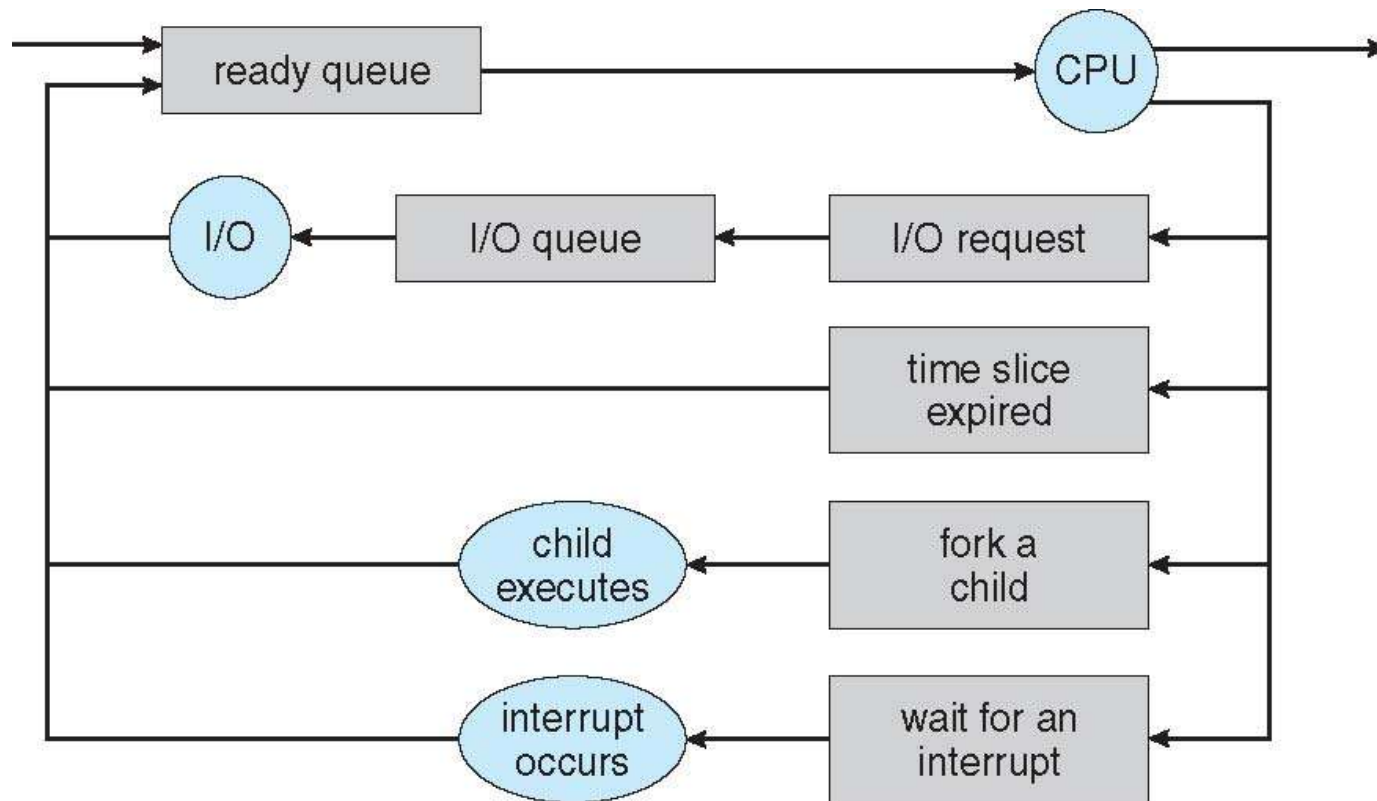 ready queue
CPU
I/O
I/O queue
I/O request
time slice
expired
child
executes
fork a
child
interrupt
occurs
wait for an
interrupt